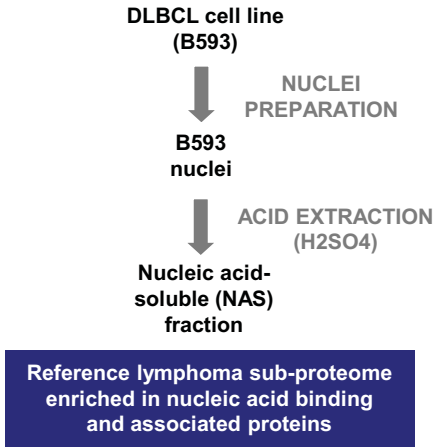 DLBCL cell line
(B593)
NUCLEI
PREPARATION
B593
nuclei
ACID EXTRACTION
(H2SO4)
Nucleic acid-
soluble (NAS)
fraction
Reference lymphoma sub-proteome
enriched in nucleic acid binding
and associated proteins